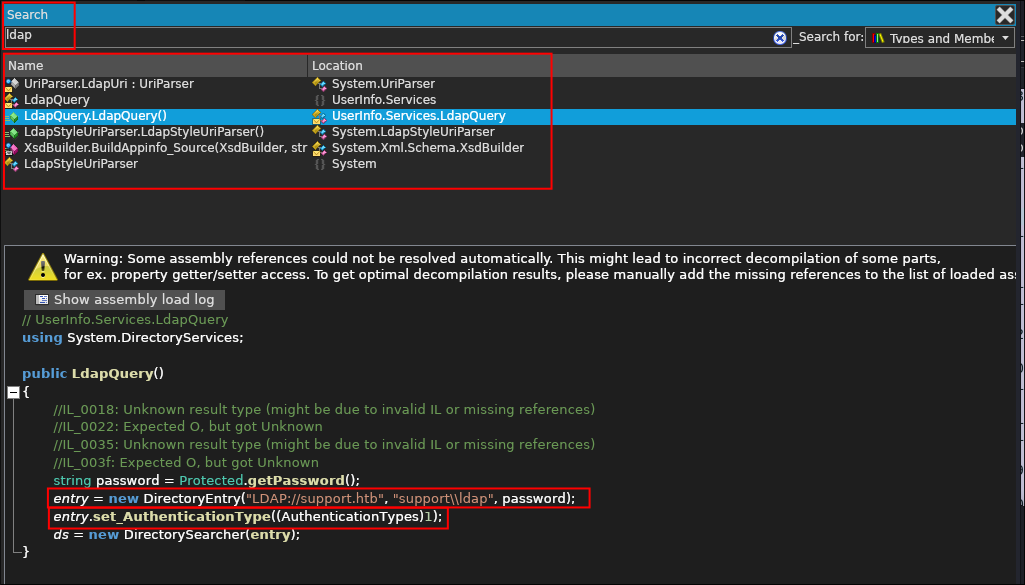 Search
ldap
_Search for: Types and Membe
Name Location
UriParser.LdapUri : UriParser System.UriParser
LdapQuery () UserInfo.Services
LdapQuery.LdapQuery() UserInfo.Services.LdapQuery
LdapStyleUriParser.LdapStyleUriParser() System.LdapStyleUriParser
XsdBuilder.BuildAppinfo_Source(XsdBuilder, str System.Xml.Schema.XsdBuilder
LdapStyleUriParser () System
Warning: Some assembly references could not be resolved automatically. This might lead to incorrect decompilation of some parts,
for ex. property getter/setter access. To get optimal decompilation results, please manually add the missing references to the list of loaded ass
Show assembly load log
// UserInfo.Services.LdapQuery
using System.DirectoryServices;
public LdapQuery()
{
//IL_0018: Unknown result type (might be due to invalid IL or missing references)
//IL_0022: Expected O, but got Unknown
//IL_0035: Unknown result type (might be due to invalid IL or missing references)
//IL_003f: Expected O, but got Unknown
string password = Protected.getPassword();
entry = new DirectoryEntry("LDAP://support.htb", "support\\ldap", password);
entry.set_AuthenticationType((AuthenticationTypes)1);
ds = new DirectorySearcher(entry);
}